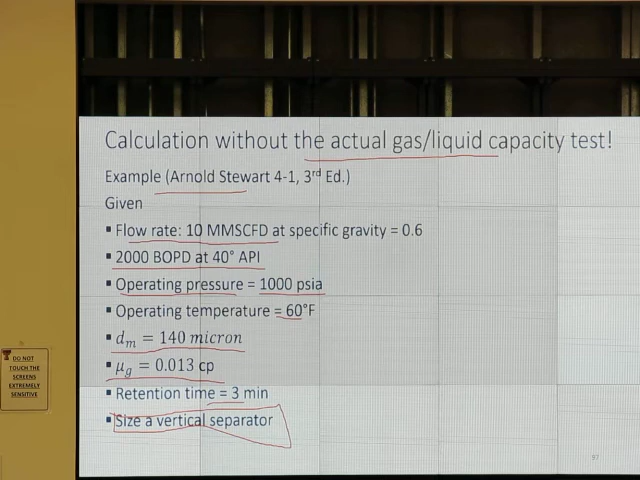 Calculation without the actual gas/liquid capacity test!
Example (Arnold Stewart 4-1, 3rd Ed.)
Given
▪ Flow rate: 10 MMSCFD at specific gravity = 0.6
▪ 2000 BOPD at 40° API
▪ Operating pressure = 1000 psia
▪ Operating temperature = 60°F
▪ d_m = 140 micron
▪ μ_g = 0.013 cp
▪ Retention time = 3 min
▪ Size a vertical separator
97
DO NOT
TOUCH THE
SCREENS
EXTREMELY
SENSITIVE